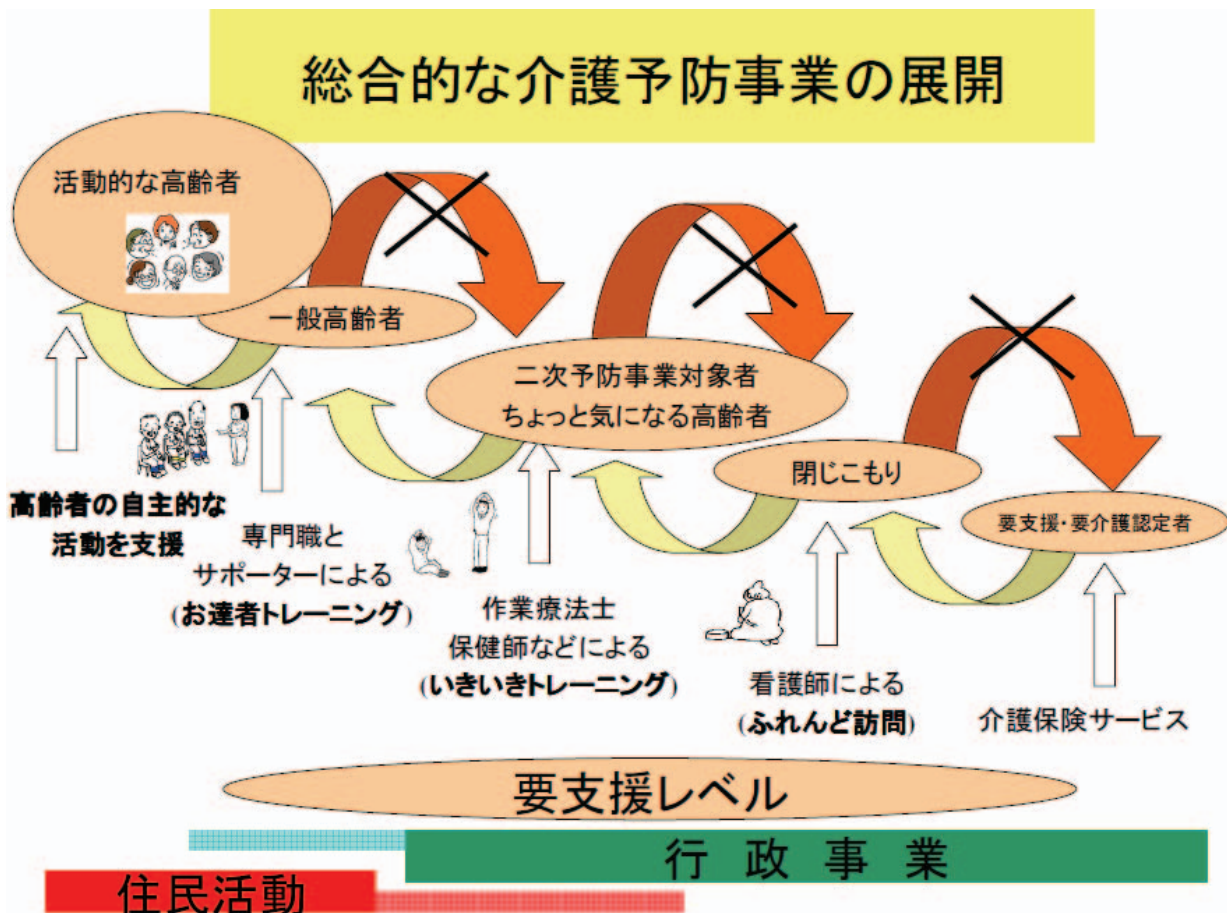 総合的な介護予防事業の展開
活動的な高齢者
一般高齢者
二次予防事業対象者
ちょっと気になる高齢者
閉じこもり
要支援・要介護認定者
高齢者の自主的な
活動を支援
専門職と
サポーターによる
(お達者トレーニング)
作業療法士
保健師などによる
(いきいきトレーニング)
看護師による
(ふれんど訪問)
介護保険サービス
要支援レベル
行政事業
住民活動